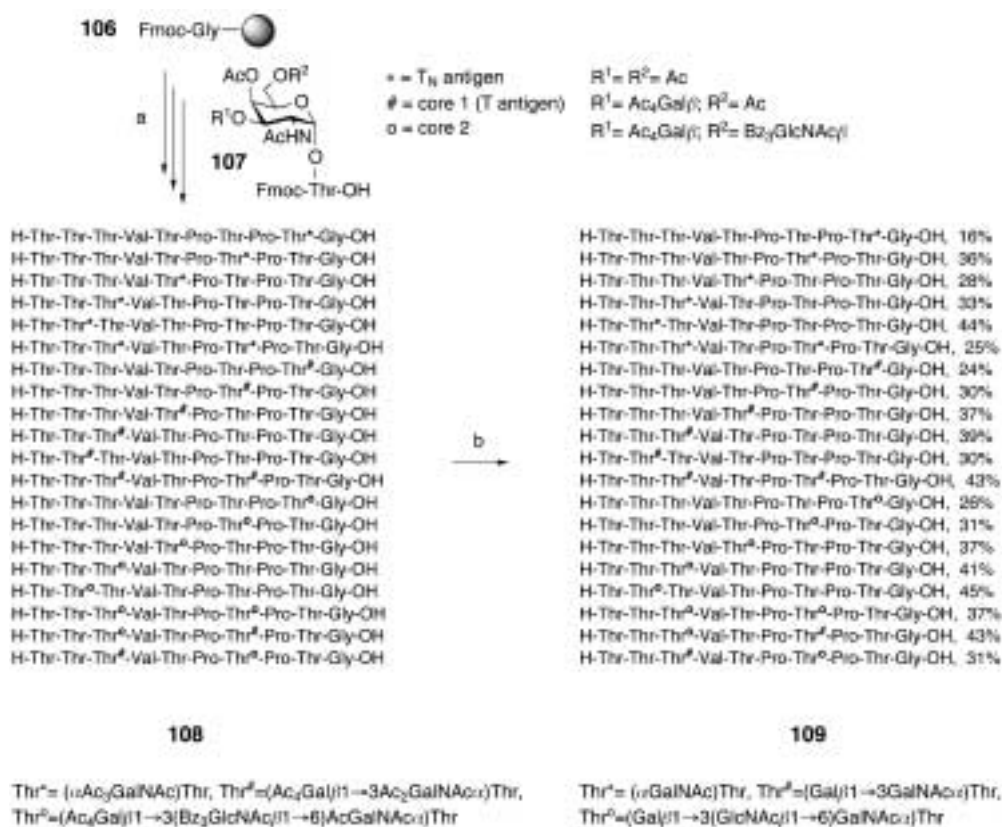 106 Fmoc-Gly
a
AcO OR²
O
R¹O
AcHN
O
107
Fmoc-Thr-OH
* = T_N antigen R¹= R²= Ac
# = core 1 (T antigen) R¹= Ac₄Galβ; R²= Ac
o = core 2 R¹= Ac₄Galβ; R²= Bz₃GlcNAcβ
H-Thr-Thr-Thr-Val-Thr-Pro-Thr-Pro-Thr*-Gly-OH
H-Thr-Thr-Thr-Val-Thr-Pro-Thr*-Pro-Thr-Gly-OH
H-Thr-Thr-Thr-Val-Thr*-Pro-Thr-Pro-Thr-Gly-OH
H-Thr-Thr-Thr*-Val-Thr-Pro-Thr-Pro-Thr-Gly-OH
H-Thr-Thr*-Thr-Val-Thr-Pro-Thr-Pro-Thr-Gly-OH
H-Thr-Thr-Thr*-Val-Thr-Pro-Thr*-Pro-Thr-Gly-OH
H-Thr-Thr-Thr-Val-Thr-Pro-Thr-Pro-Thr#-Gly-OH
H-Thr-Thr-Thr-Val-Thr-Pro-Thr#-Pro-Thr-Gly-OH
H-Thr-Thr-Thr-Val-Thr#-Pro-Thr-Pro-Thr-Gly-OH
H-Thr-Thr-Thr#-Val-Thr-Pro-Thr-Pro-Thr-Gly-OH
H-Thr-Thr#-Thr-Val-Thr-Pro-Thr-Pro-Thr-Gly-OH
H-Thr-Thr-Thr#-Val-Thr-Pro-Thr#-Pro-Thr-Gly-OH
H-Thr-Thr-Thr-Val-Thr-Pro-Thr-Pro-Thrº-Gly-OH
H-Thr-Thr-Thr-Val-Thr-Pro-Thrº-Pro-Thr-Gly-OH
H-Thr-Thr-Thr-Val-Thrº-Pro-Thr-Pro-Thr-Gly-OH
H-Thr-Thr-Thrº-Val-Thr-Pro-Thr-Pro-Thr-Gly-OH
H-Thr-Thrº-Thr-Val-Thr-Pro-Thr-Pro-Thr-Gly-OH
H-Thr-Thr-Thrº-Val-Thr-Pro-Thrº-Pro-Thr-Gly-OH
H-Thr-Thr-Thrº-Val-Thr-Pro-Thr#-Pro-Thr-Gly-OH
H-Thr-Thr-Thr#-Val-Thr-Pro-Thrº-Pro-Thr-Gly-OH
108
Thr*= (αAc₃GalNAc)Thr, Thr#=(Ac₄Galβ1→3Ac₂GalNAcα)Thr,
Thrº=(Ac₄Galβ1→3(Bz₃GlcNAcβ1→6)AcGalNAcα)Thr
b
H-Thr-Thr-Thr-Val-Thr-Pro-Thr-Pro-Thr*-Gly-OH, 16%
H-Thr-Thr-Thr-Val-Thr-Pro-Thr*-Pro-Thr-Gly-OH, 36%
H-Thr-Thr-Thr-Val-Thr*-Pro-Thr-Pro-Thr-Gly-OH, 28%
H-Thr-Thr-Thr*-Val-Thr-Pro-Thr-Pro-Thr-Gly-OH, 33%
H-Thr-Thr*-Thr-Val-Thr-Pro-Thr-Pro-Thr-Gly-OH, 44%
H-Thr-Thr-Thr*-Val-Thr-Pro-Thr*-Pro-Thr-Gly-OH, 25%
H-Thr-Thr-Thr-Val-Thr-Pro-Thr-Pro-Thr#-Gly-OH, 24%
H-Thr-Thr-Thr-Val-Thr-Pro-Thr#-Pro-Thr-Gly-OH, 30%
H-Thr-Thr-Thr-Val-Thr#-Pro-Thr-Pro-Thr-Gly-OH, 37%
H-Thr-Thr-Thr#-Val-Thr-Pro-Thr-Pro-Thr-Gly-OH, 39%
H-Thr-Thr#-Thr-Val-Thr-Pro-Thr-Pro-Thr-Gly-OH, 30%
H-Thr-Thr-Thr#-Val-Thr-Pro-Thr#-Pro-Thr-Gly-OH, 43%
H-Thr-Thr-Thr-Val-Thr-Pro-Thr-Pro-Thrº-Gly-OH, 26%
H-Thr-Thr-Thr-Val-Thr-Pro-Thrº-Pro-Thr-Gly-OH, 31%
H-Thr-Thr-Thr-Val-Thrº-Pro-Thr-Pro-Thr-Gly-OH, 37%
H-Thr-Thr-Thrº-Val-Thr-Pro-Thr-Pro-Thr-Gly-OH, 41%
H-Thr-Thrº-Thr-Val-Thr-Pro-Thr-Pro-Thr-Gly-OH, 45%
H-Thr-Thr-Thrº-Val-Thr-Pro-Thrº-Pro-Thr-Gly-OH, 37%
H-Thr-Thr-Thrº-Val-Thr-Pro-Thr#-Pro-Thr-Gly-OH, 43%
H-Thr-Thr-Thr#-Val-Thr-Pro-Thrº-Pro-Thr-Gly-OH, 31%
109
Thr*= (αGalNAc)Thr, Thr#=(Galβ1→3GalNAcα)Thr,
Thrº=(Galβ1→3(GlcNAcβ1→6)GalNAcα)Thr